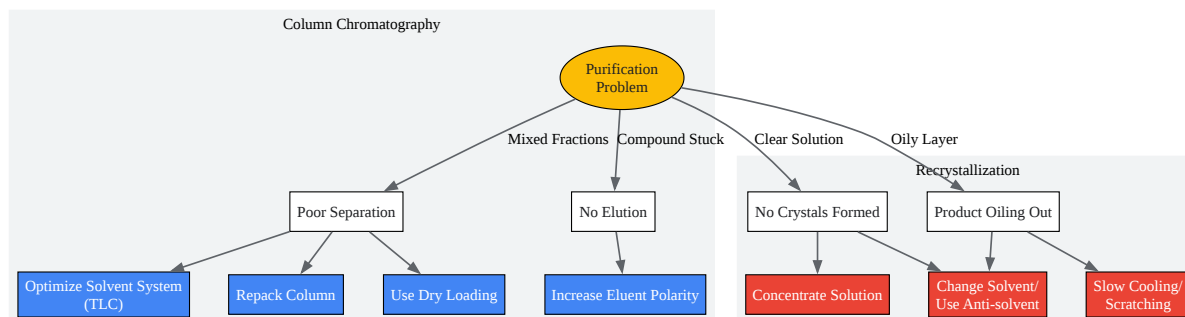 Column Chromatography
Purification
Problem
Mixed Fractions
Compound Stuck
Clear Solution
Oily Layer
Recrystallization
Poor Separation
No Elution
No Crystals Formed
Product Oiling Out
Optimize Solvent System
(TLC)
Repack Column
Use Dry Loading
Increase Eluent Polarity
Concentrate Solution
Change Solvent/
Use Anti-solvent
Slow Cooling/
Scratching